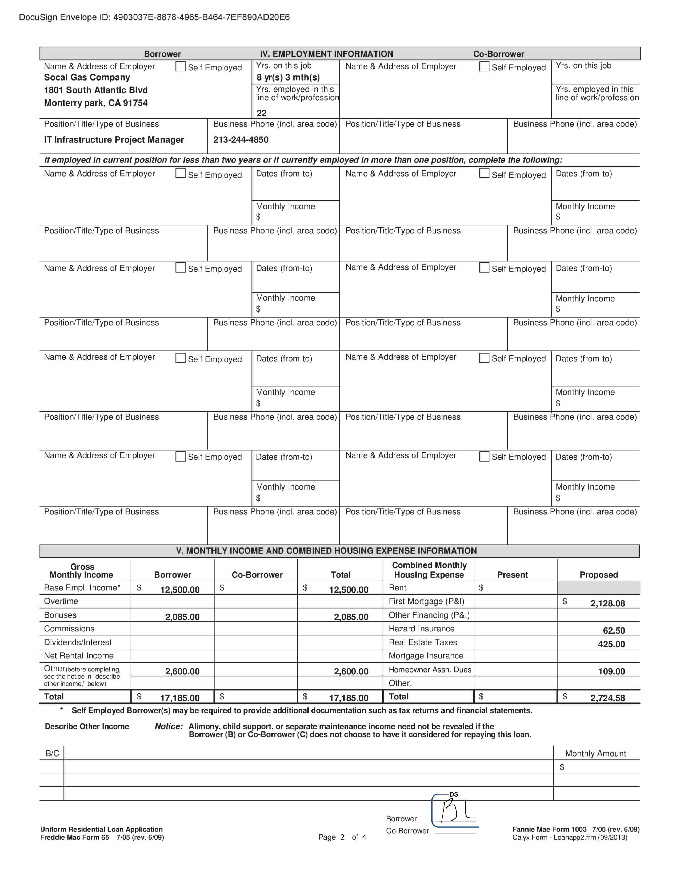 DocuSign Envelope ID: 4903037E-8878-4985-B464-7EF890AD20E6
Borrower IV. EMPLOYMENT INFORMATION Co-Borrower
Name & Address of Employer Self Employed Yrs. on this job Name & Address of Employer Self Employed Yrs. on this job
Socal Gas Company 8 yr(s) 3 mth(s)
1801 South Atlantic Blvd Yrs. employed in this line of work/profession Yrs. employed in this line of work/profession
Monterry park, CA 91754
22
Position/Title/Type of Business Business Phone (incl. area code) Position/Title/Type of Business Business Phone (incl. area code)
IT Infrastructure Project Manager 213-244-4850
If employed in current position for less than two years or if currently employed in more than one position, complete the following:
Name & Address of Employer Self Employed Dates (from-to) Name & Address of Employer Self Employed Dates (from-to)
Monthly Income Monthly Income
$ $
Position/Title/Type of Business Business Phone (incl. area code) Position/Title/Type of Business Business Phone (incl. area code)
Name & Address of Employer Self Employed Dates (from-to) Name & Address of Employer Self Employed Dates (from-to)
Monthly Income Monthly Income
$ $
Position/Title/Type of Business Business Phone (incl. area code) Position/Title/Type of Business Business Phone (incl. area code)
Name & Address of Employer Self Employed Dates (from-to) Name & Address of Employer Self Employed Dates (from-to)
Monthly Income Monthly Income
$ $
Position/Title/Type of Business Business Phone (incl. area code) Position/Title/Type of Business Business Phone (incl. area code)
Name & Address of Employer Self Employed Dates (from-to) Name & Address of Employer Self Employed Dates (from-to)
Monthly Income Monthly Income
$ $
Position/Title/Type of Business Business Phone (incl. area code) Position/Title/Type of Business Business Phone (incl. area code)
V. MONTHLY INCOME AND COMBINED HOUSING EXPENSE INFORMATION
Gross Monthly Income Borrower Co-Borrower Total Combined Monthly Housing Expense Present Proposed
Base Empl. Income* $ 12,500.00 $ $ 12,500.00 Rent $
Overtime First Mortgage (P&I) $ 2,128.08
Bonuses 2,085.00 2,085.00 Other Financing (P&I)
Commissions Hazard Insurance 62.50
Dividends/Interest Real Estate Taxes 425.00
Net Rental Income Mortgage Insurance
Other (before completing, see the notice in "describe other income," below) 2,600.00 2,600.00 Homeowner Assn. Dues 109.00
Other:
Total $ 17,185.00 $ $ 17,185.00 Total $ $ 2,724.58
* Self Employed Borrower(s) may be required to provide additional documentation such as tax returns and financial statements.
Describe Other Income Notice: Alimony, child support, or separate maintenance income need not be revealed if the
Borrower (B) or Co-Borrower (C) does not choose to have it considered for repaying this loan.
B/C Monthly Amount
$
DS
BL
Borrower
Co-Borrower
Uniform Residential Loan Application Fannie Mae Form 1003 7/05 (rev. 6/09)
Freddie Mac Form 65 7/05 (rev. 6/09) Page 2 of 4 Calyx Form - Loanapp2.frm (09/2013)